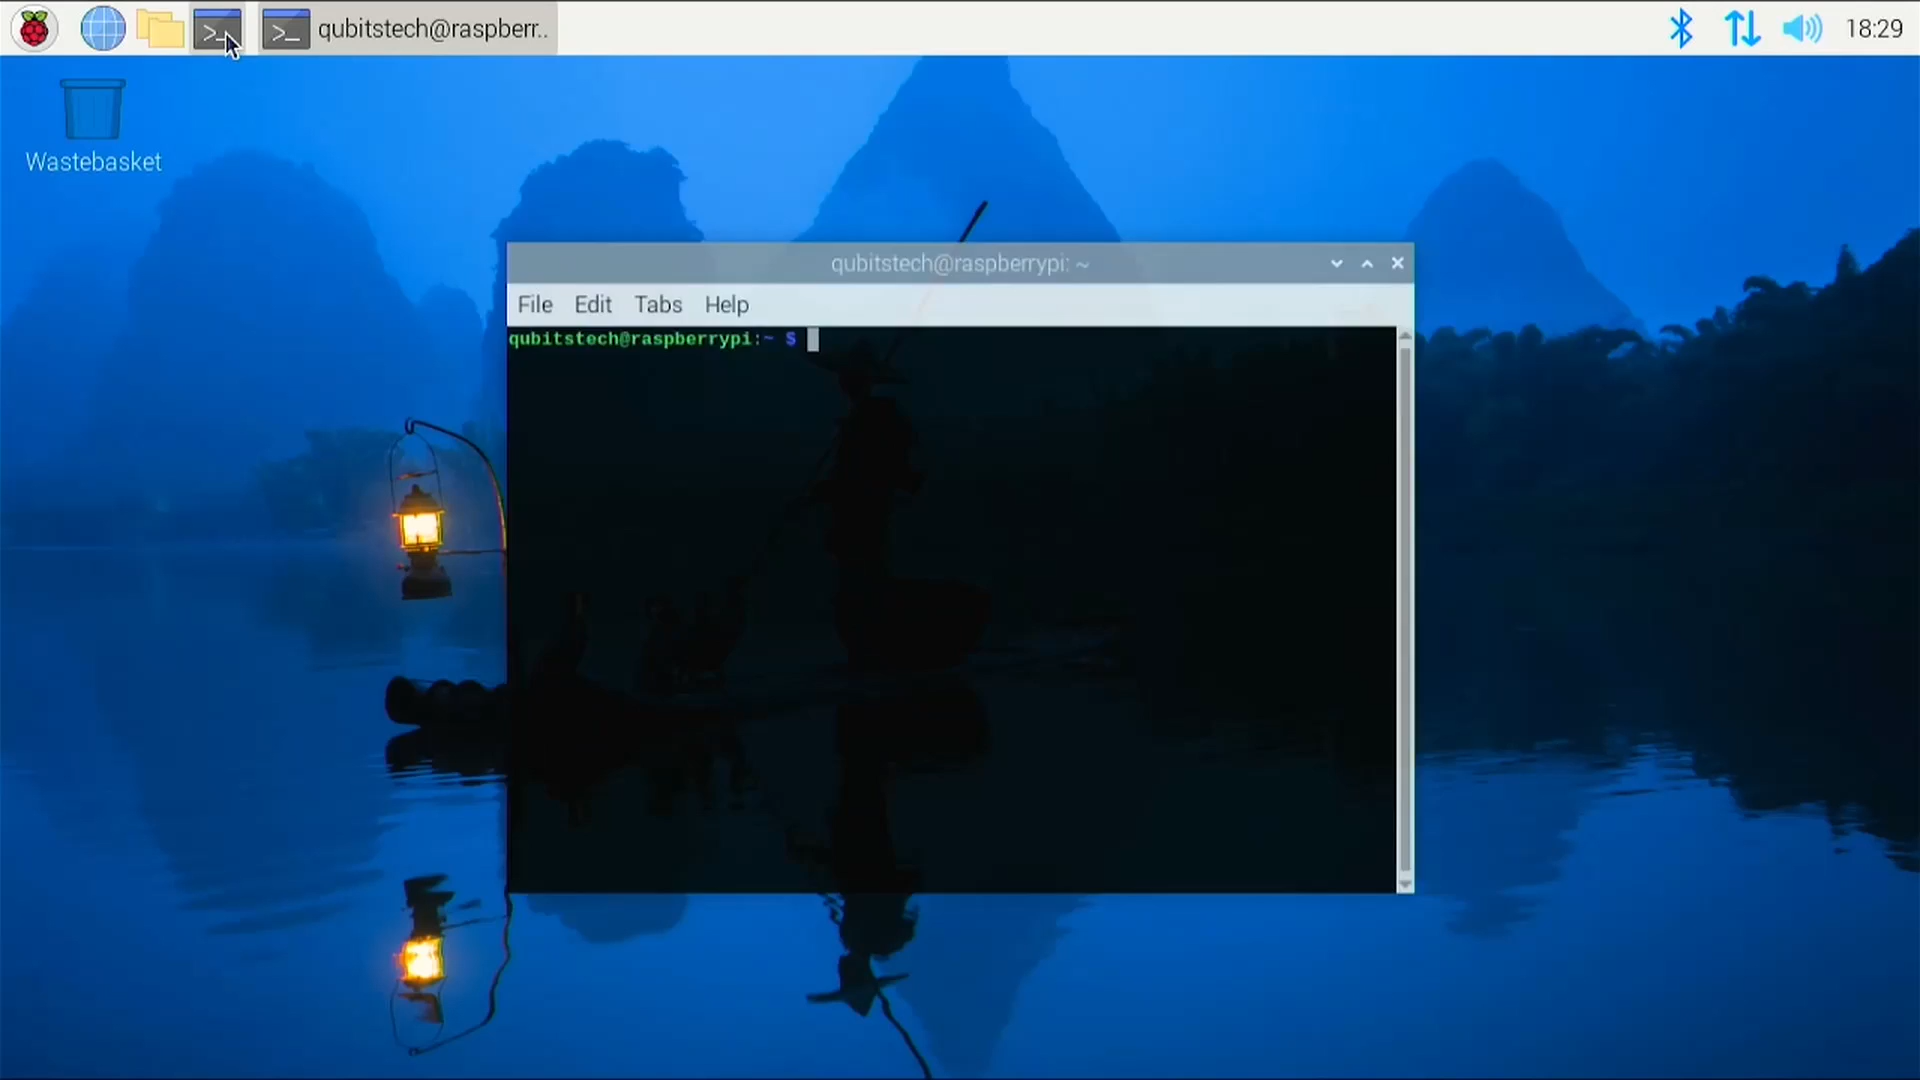 qubitstech@raspberr..
18:29
Wastebasket
qubitstech@raspberrypi: ~
File Edit Tabs Help
qubitstech@raspberrypi:~ $